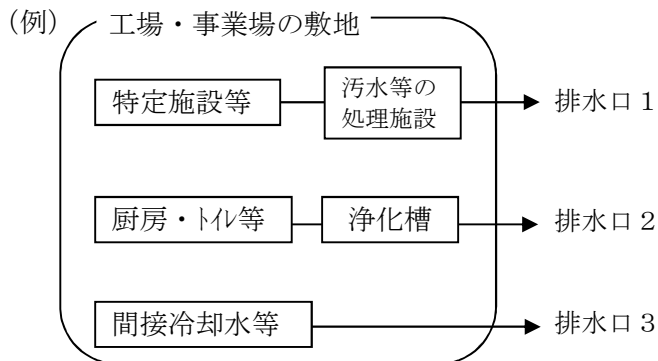 (例) 工場・事業場の敷地
特定施設等
汚水等の
処理施設
排水口１
厨房・ﾄｲﾚ等
浄化槽
排水口２
間接冷却水等
排水口３